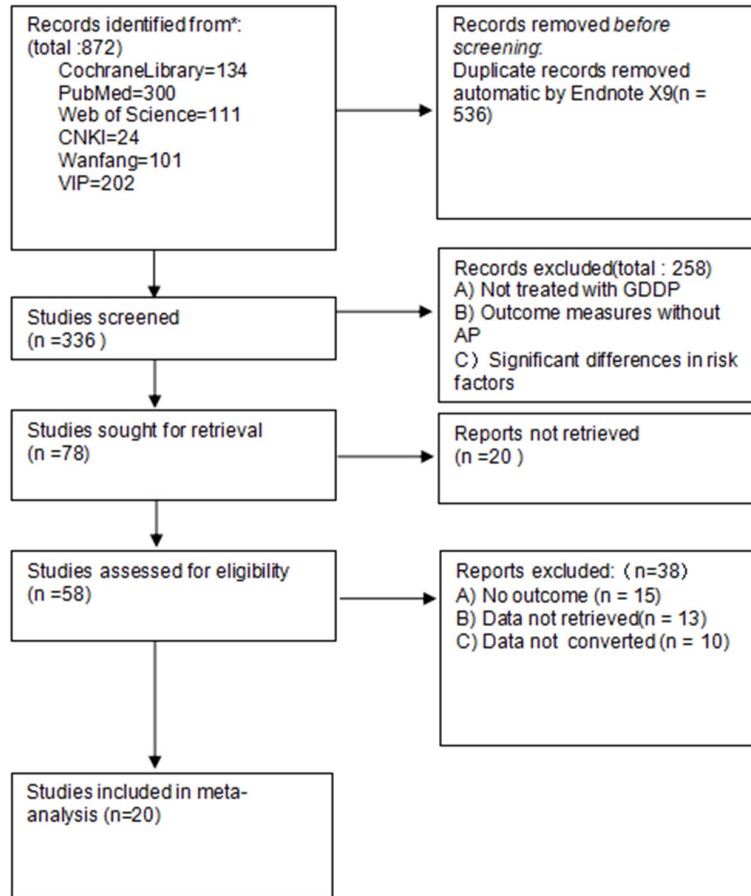 Records identified from*:
(total :872)
CochraneLibrary=134
PubMed=300
Web of Science=111
CNKI=24
Wanfang=101
VIP=202
Records removed before
screening:
Duplicate records removed
automatic by Endnote X9(n =
536)
Studies screened
(n =336 )
Records excluded(total : 258)
A) Not treated with GDDP
B) Outcome measures without
AP
C) Significant differences in risk
factors
Studies sought for retrieval
(n =78)
Reports not retrieved
(n =20 )
Studies assessed for eligibility
(n =58)
Reports excluded: (n=38)
A) No outcome (n = 15)
B) Data not retrieved(n = 13)
C) Data not converted (n = 10)
Studies included in meta-
analysis (n=20)